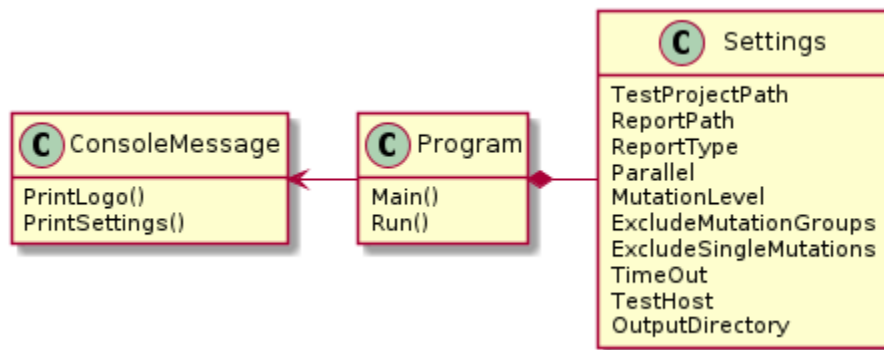 C ConsoleMessage
PrintLogo()
PrintSettings()
C Program
Main()
Run()
C Settings
TestProjectPath
ReportPath
ReportType
Parallel
MutationLevel
ExcludeMutationGroups
ExcludeSingleMutations
TimeOut
TestHost
OutputDirectory